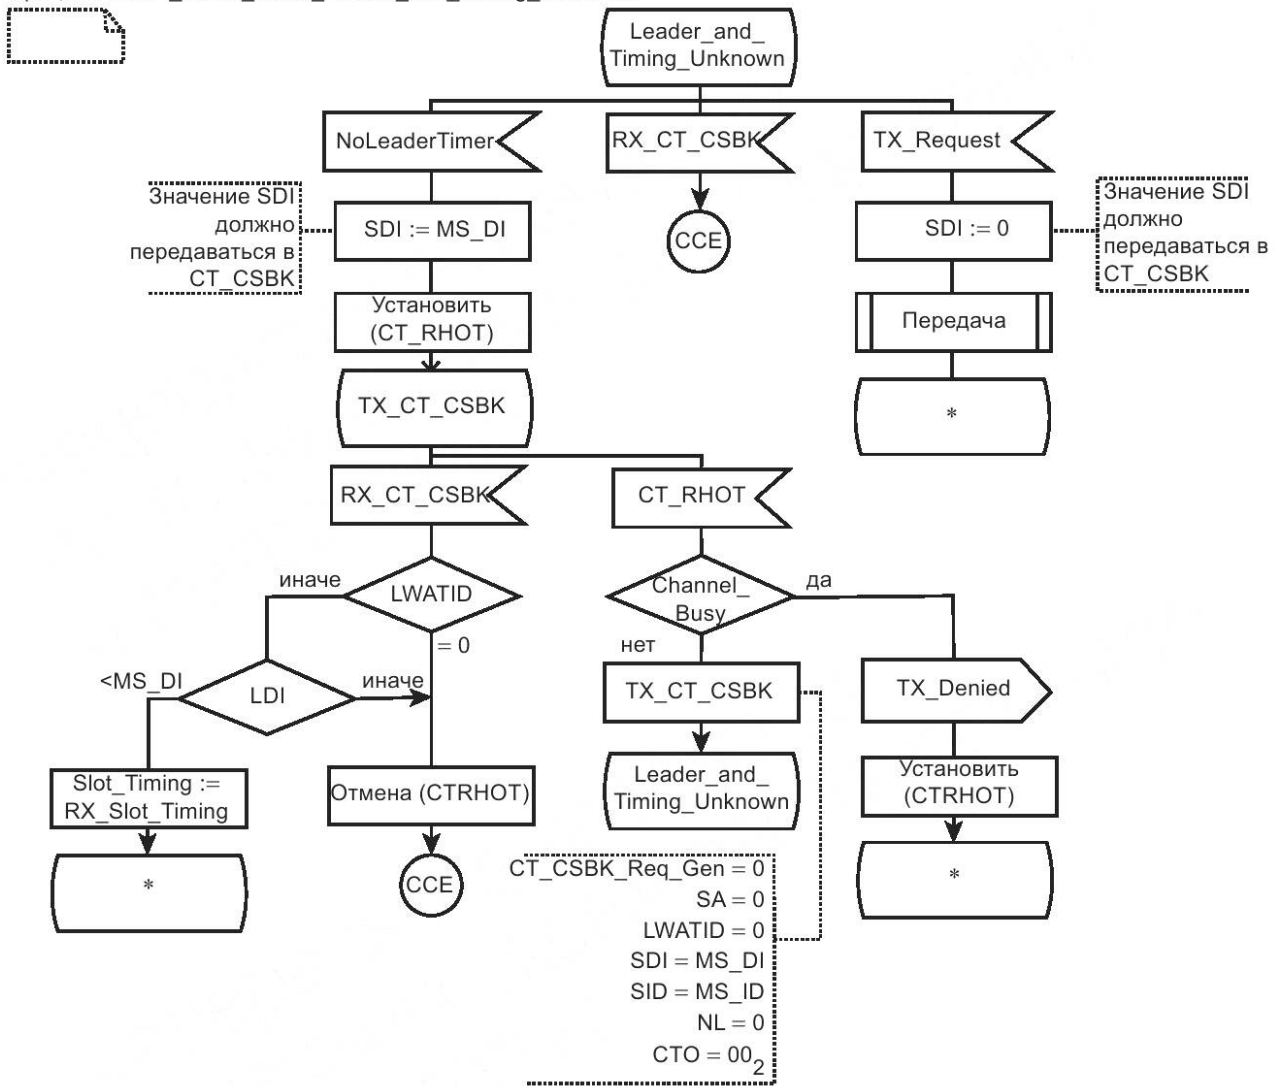 Leader_and_
Timing_Unknown
NoLeaderTimer
RX_CT_CSBK
TX_Request
Значение SDI
должно
передаваться в
CT_CSBK
SDI := MS_DI
CCE
SDI := 0
Значение SDI
должно
передаваться в
CT_CSBK
Установить
(CT_RHOT)
Передача
TX_CT_CSBK
*
RX_CT_CSBK
CT_RHOT
иначе
LWATID
= 0
Channel_
Busy
да
нет
<MS_DI
LDI
иначе
TX_CT_CSBK
TX_Denied
Slot_Timing :=
RX_Slot_Timing
Отмена (CTRHOT)
Leader_and_
Timing_Unknown
Установить
(CTRHOT)
*
CCE
*
CT_CSBK_Req_Gen = 0
SA = 0
LWATID = 0
SDI = MS_DI
SID = MS_ID
NL = 0
CTO = 00₂